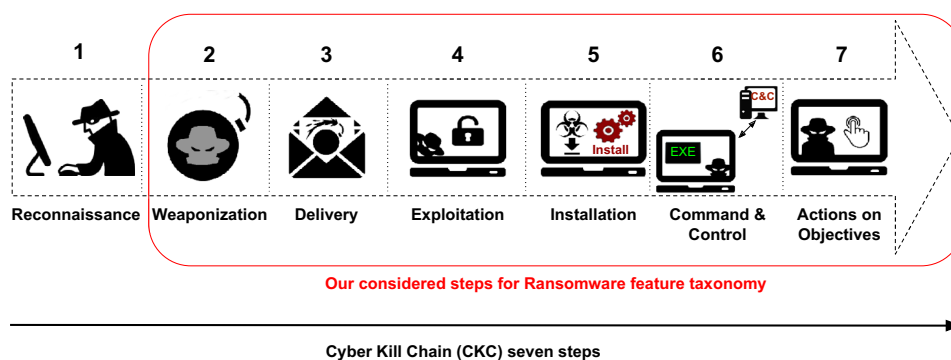 1 2 3 4 5 6 7
C&C
Install
EXE
Reconnaissance Weaponization Delivery Exploitation Installation Command & Actions on
Control Objectives
Our considered steps for Ransomware feature taxonomy
Cyber Kill Chain (CKC) seven steps